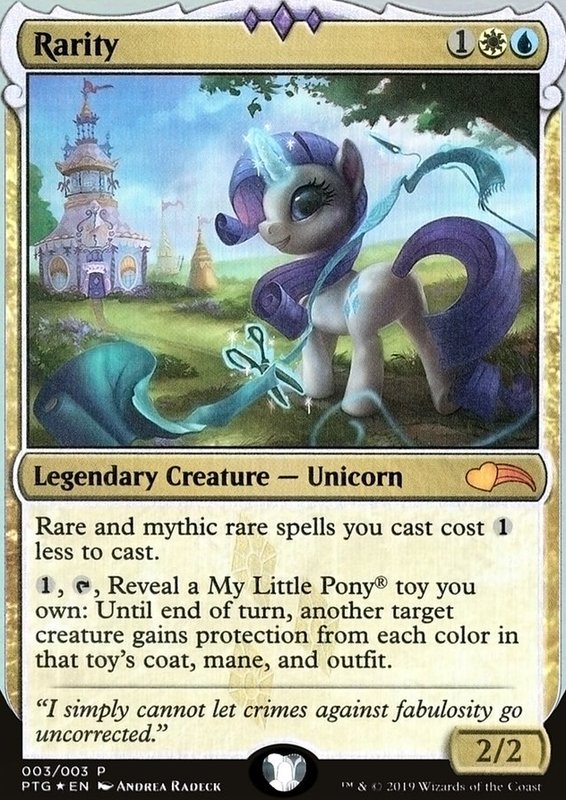 Rarity 1
Legendary Creature — Unicorn
Rare and mythic rare spells you cast cost 1
less to cast.
1, , Reveal a My Little Pony® toy you
own: Until end of turn, another target
creature gains protection from each color in
that toy's coat, mane, and outfit.
“I simply cannot let crimes against fabulosity go
uncorrected.”
2/2
003/003 P
PTG ★ EN Andrea Radeck
™ & © 2019 Wizards of the Coast